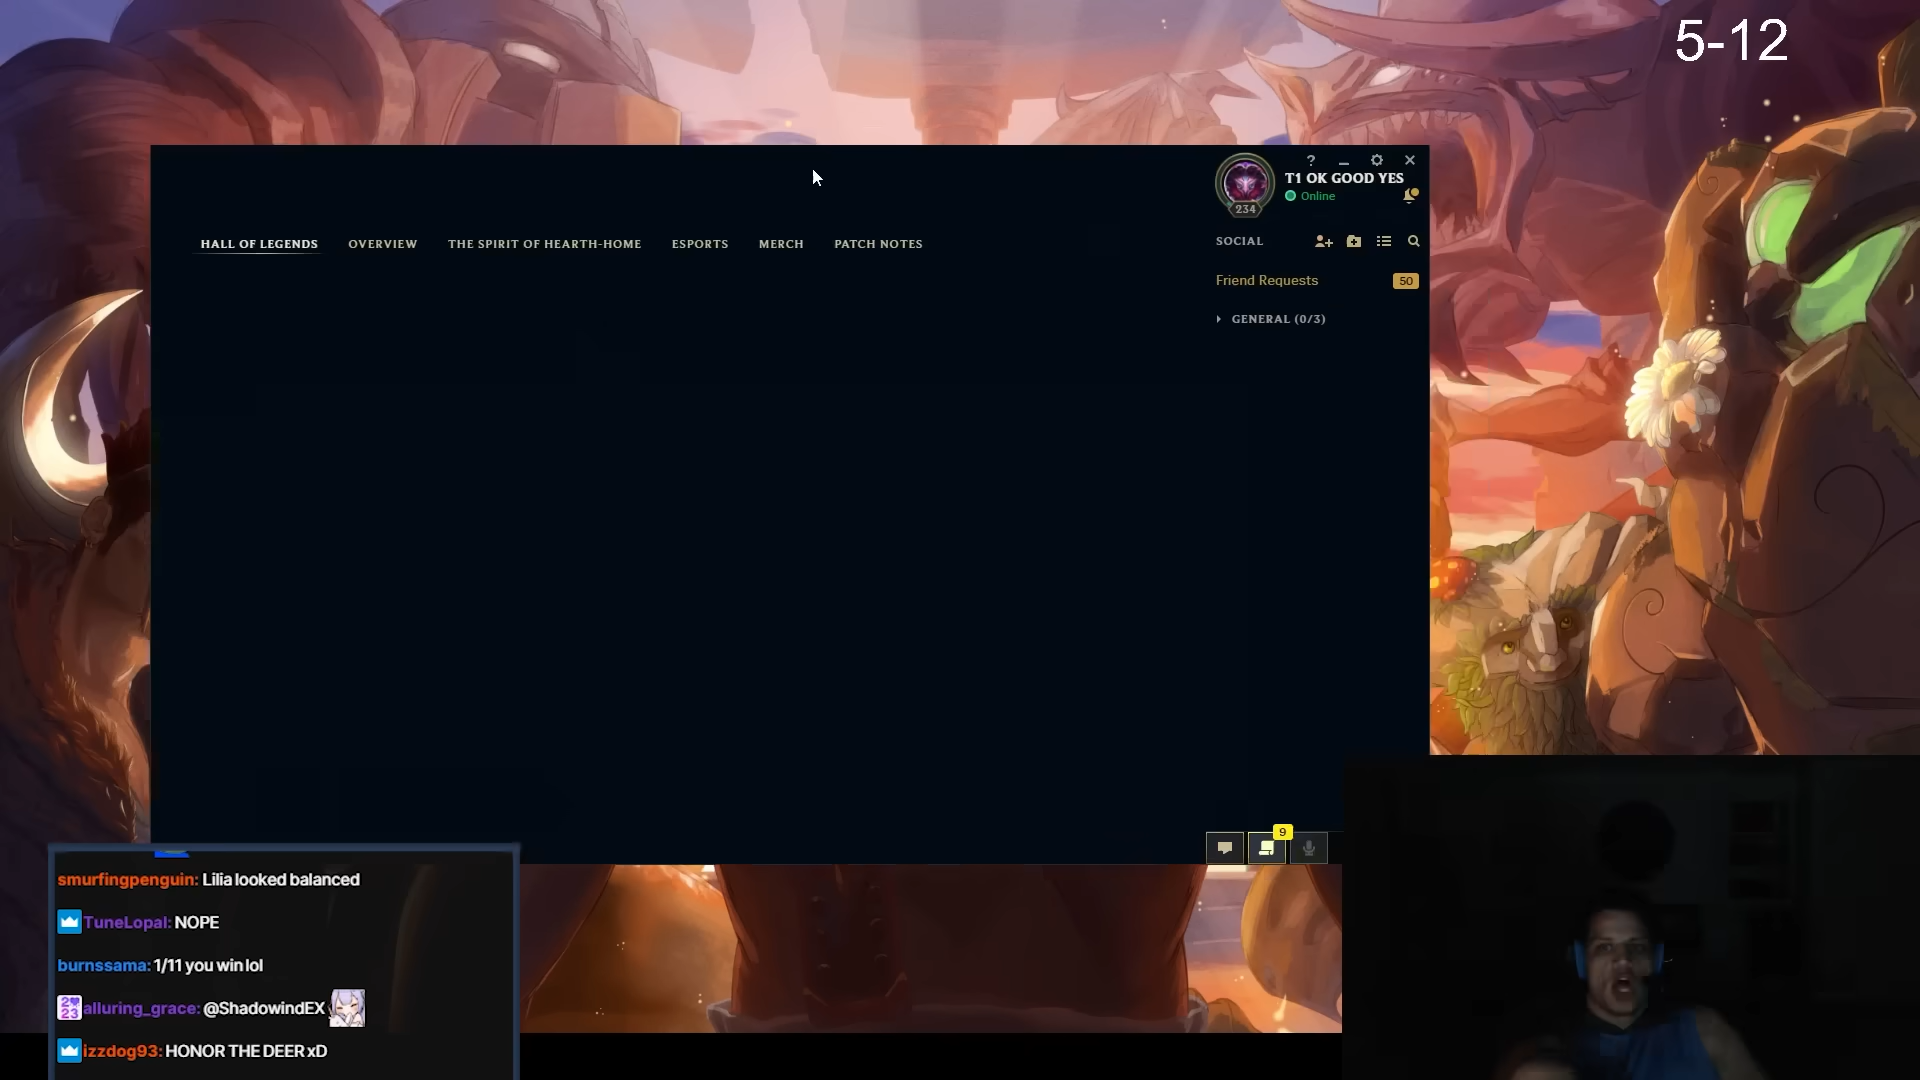 5-12
T1 OK GOOD YES
Online
234
HALL OF LEGENDS OVERVIEW THE SPIRIT OF HEARTH-HOME ESPORTS MERCH PATCH NOTES
SOCIAL
Friend Requests 50
GENERAL (0/3)
9
smurfingpenguin: Lilia looked balanced
TuneLopal: NOPE
burnssama: 1/11 you win lol
2023 alluring_grace: @ShadowindEX
izzdog93: HONOR THE DEER xD